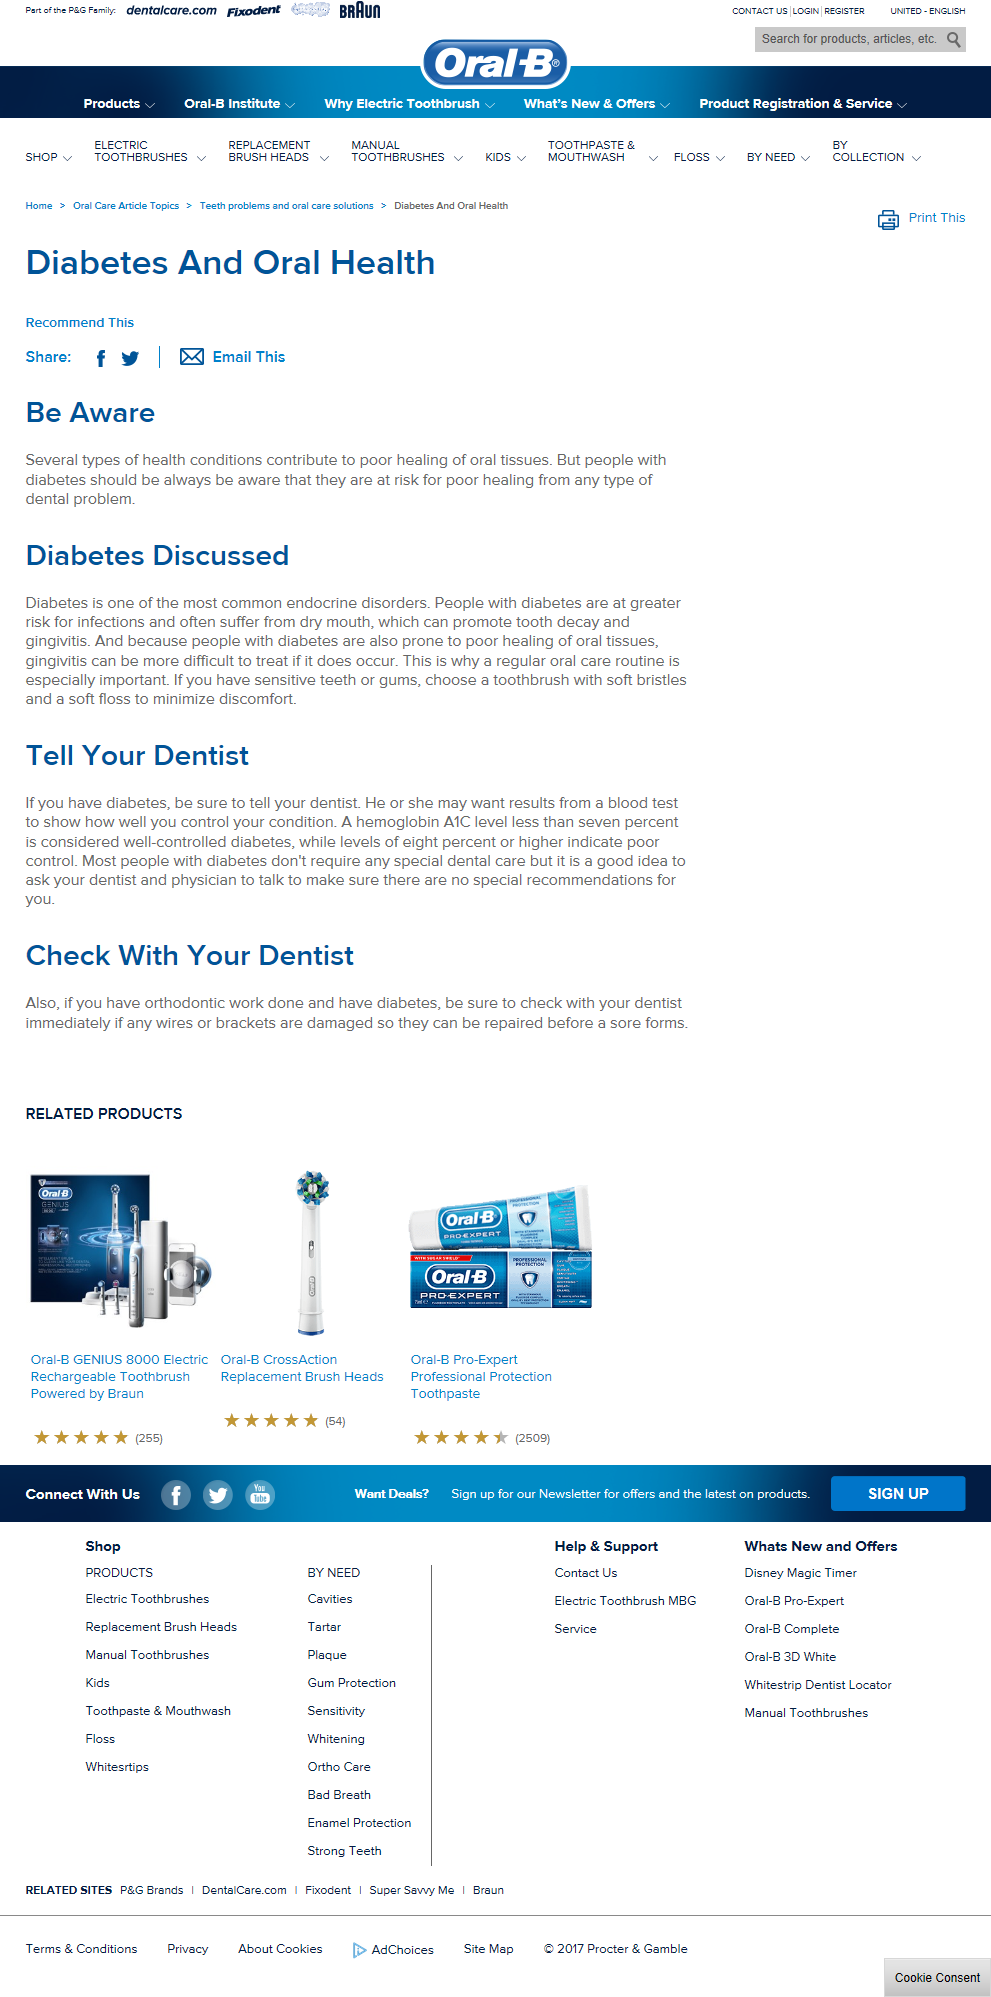 Part of the P&G Family: dentalcare.com Fixodent BRAUN
CONTACT US | LOGIN | REGISTER UNITED - ENGLISH
Search for products, articles, etc.
Oral-B®
Products Oral-B Institute Why Electric Toothbrush What's New & Offers Product Registration & Service
SHOP ELECTRIC TOOTHBRUSHES REPLACEMENT BRUSH HEADS MANUAL TOOTHBRUSHES KIDS TOOTHPASTE & MOUTHWASH FLOSS BY NEED BY COLLECTION
Home > Oral Care Article Topics > Teeth problems and oral care solutions > Diabetes And Oral Health
Print This
Diabetes And Oral Health
Recommend This
Share: Email This
Be Aware
Several types of health conditions contribute to poor healing of oral tissues. But people with
diabetes should be always be aware that they are at risk for poor healing from any type of
dental problem.
Diabetes Discussed
Diabetes is one of the most common endocrine disorders. People with diabetes are at greater
risk for infections and often suffer from dry mouth, which can promote tooth decay and
gingivitis. And because people with diabetes are also prone to poor healing of oral tissues,
gingivitis can be more difficult to treat if it does occur. This is why a regular oral care routine is
especially important. If you have sensitive teeth or gums, choose a toothbrush with soft bristles
and a soft floss to minimize discomfort.
Tell Your Dentist
If you have diabetes, be sure to tell your dentist. He or she may want results from a blood test
to show how well you control your condition. A hemoglobin A1C level less than seven percent
is considered well-controlled diabetes, while levels of eight percent or higher indicate poor
control. Most people with diabetes don't require any special dental care but it is a good idea to
ask your dentist and physician to talk to make sure there are no special recommendations for
you.
Check With Your Dentist
Also, if you have orthodontic work done and have diabetes, be sure to check with your dentist
immediately if any wires or brackets are damaged so they can be repaired before a sore forms.
RELATED PRODUCTS
Oral-B
GENIUS
Oral-B
PRO-EXPERT
PROFESSIONAL
PROTECTION
Oral-B
PRO-EXPERT
PROFESSIONAL
PROTECTION
Oral-B GENIUS 8000 Electric
Rechargeable Toothbrush
Powered by Braun
(255)
Oral-B CrossAction
Replacement Brush Heads
(54)
Oral-B Pro-Expert
Professional Protection
Toothpaste
(2509)
Connect With Us You Tube Want Deals? Sign up for our Newsletter for offers and the latest on products. SIGN UP
Shop
PRODUCTS
Electric Toothbrushes
Replacement Brush Heads
Manual Toothbrushes
Kids
Toothpaste & Mouthwash
Floss
Whitesrtips
BY NEED
Cavities
Tartar
Plaque
Gum Protection
Sensitivity
Whitening
Ortho Care
Bad Breath
Enamel Protection
Strong Teeth
Help & Support
Contact Us
Electric Toothbrush MBG
Service
Whats New and Offers
Disney Magic Timer
Oral-B Pro-Expert
Oral-B Complete
Oral-B 3D White
Whitestrip Dentist Locator
Manual Toothbrushes
RELATED SITES P&G Brands | DentalCare.com | Fixodent | Super Savvy Me | Braun
Terms & Conditions Privacy About Cookies AdChoices Site Map © 2017 Procter & Gamble
Cookie Consent